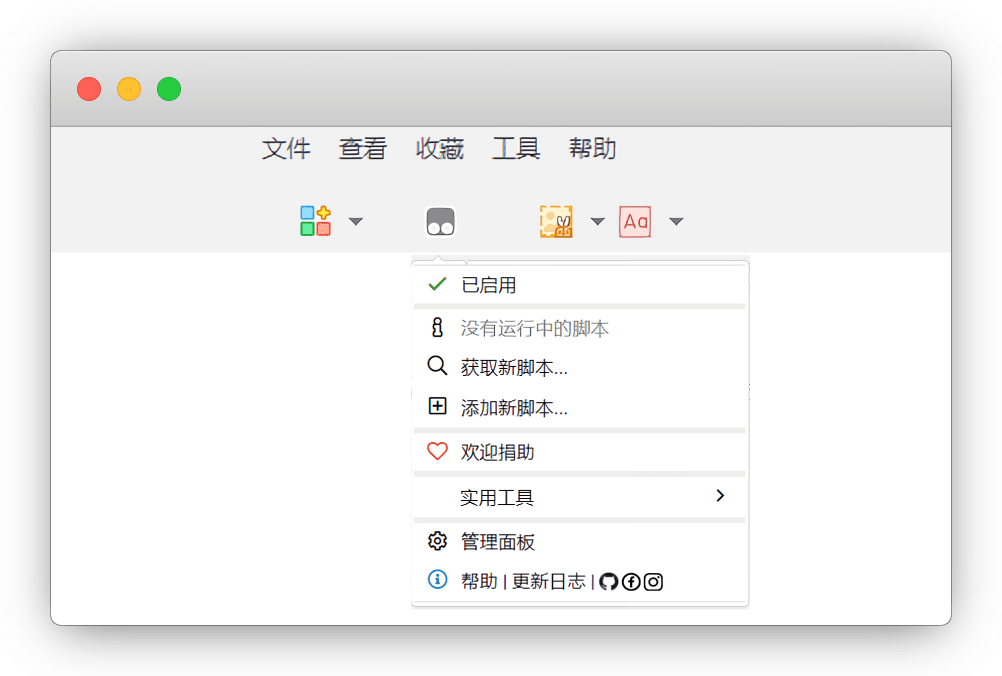 文件 查看 收藏 工具 帮助
Aa
已启用
没有运行中的脚本
获取新脚本...
添加新脚本...
欢迎捐助
实用工具
管理面板
帮助 | 更新日志 |